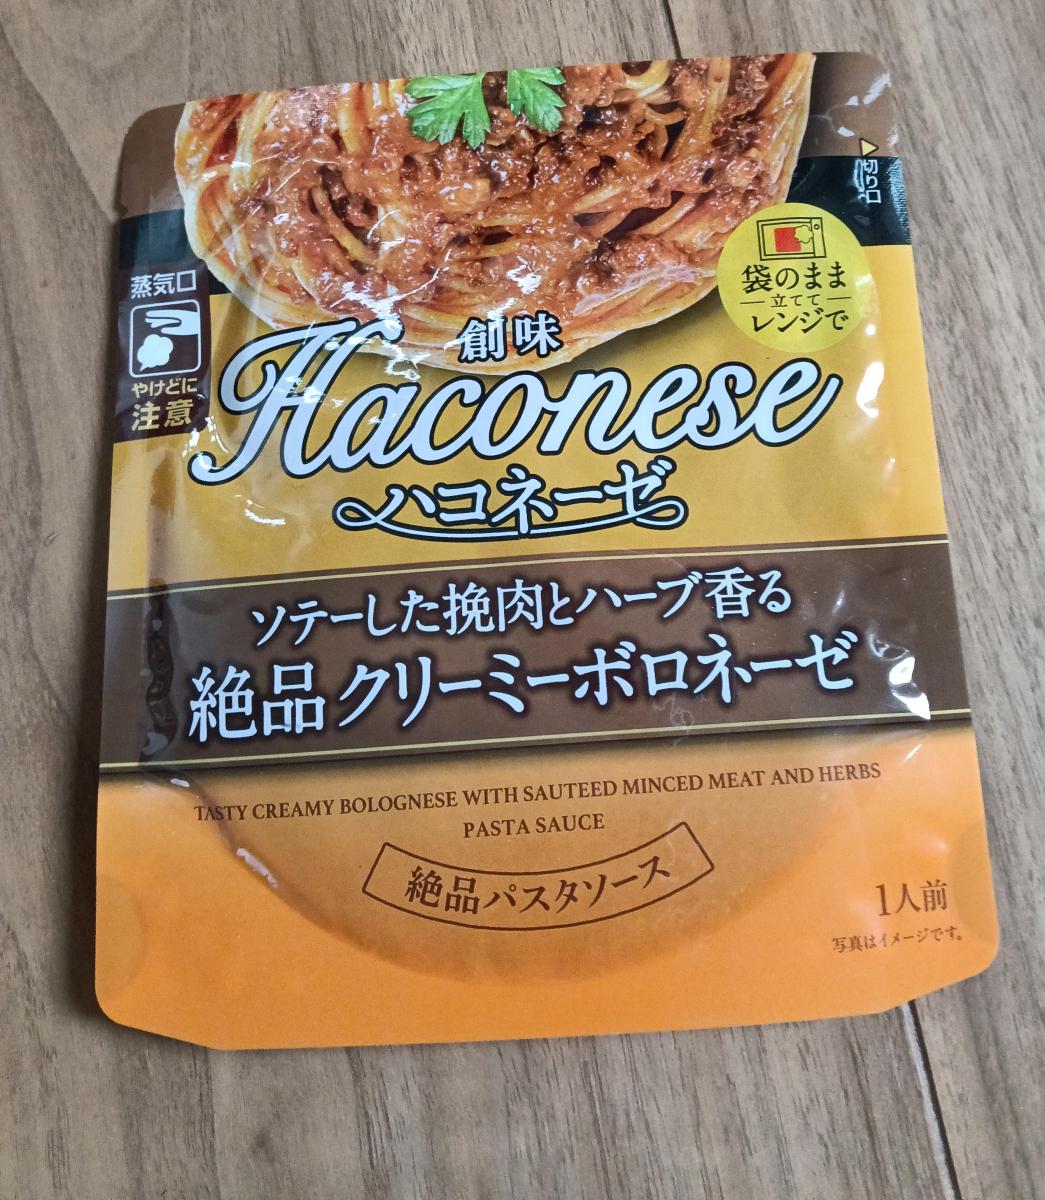 切り口
袋のまま
立てて
レンジで
蒸気口
やけどに
注意
創味
Haconese
ハコネーゼ
ソテーした挽肉とハーブ香る
絶品クリーミーボロネーゼ
TASTY CREAMY BOLOGNESE WITH SAUTEED MINCED MEAT AND HERBS
PASTA SAUCE
絶品パスタソース
1人前
写真はイメージです。